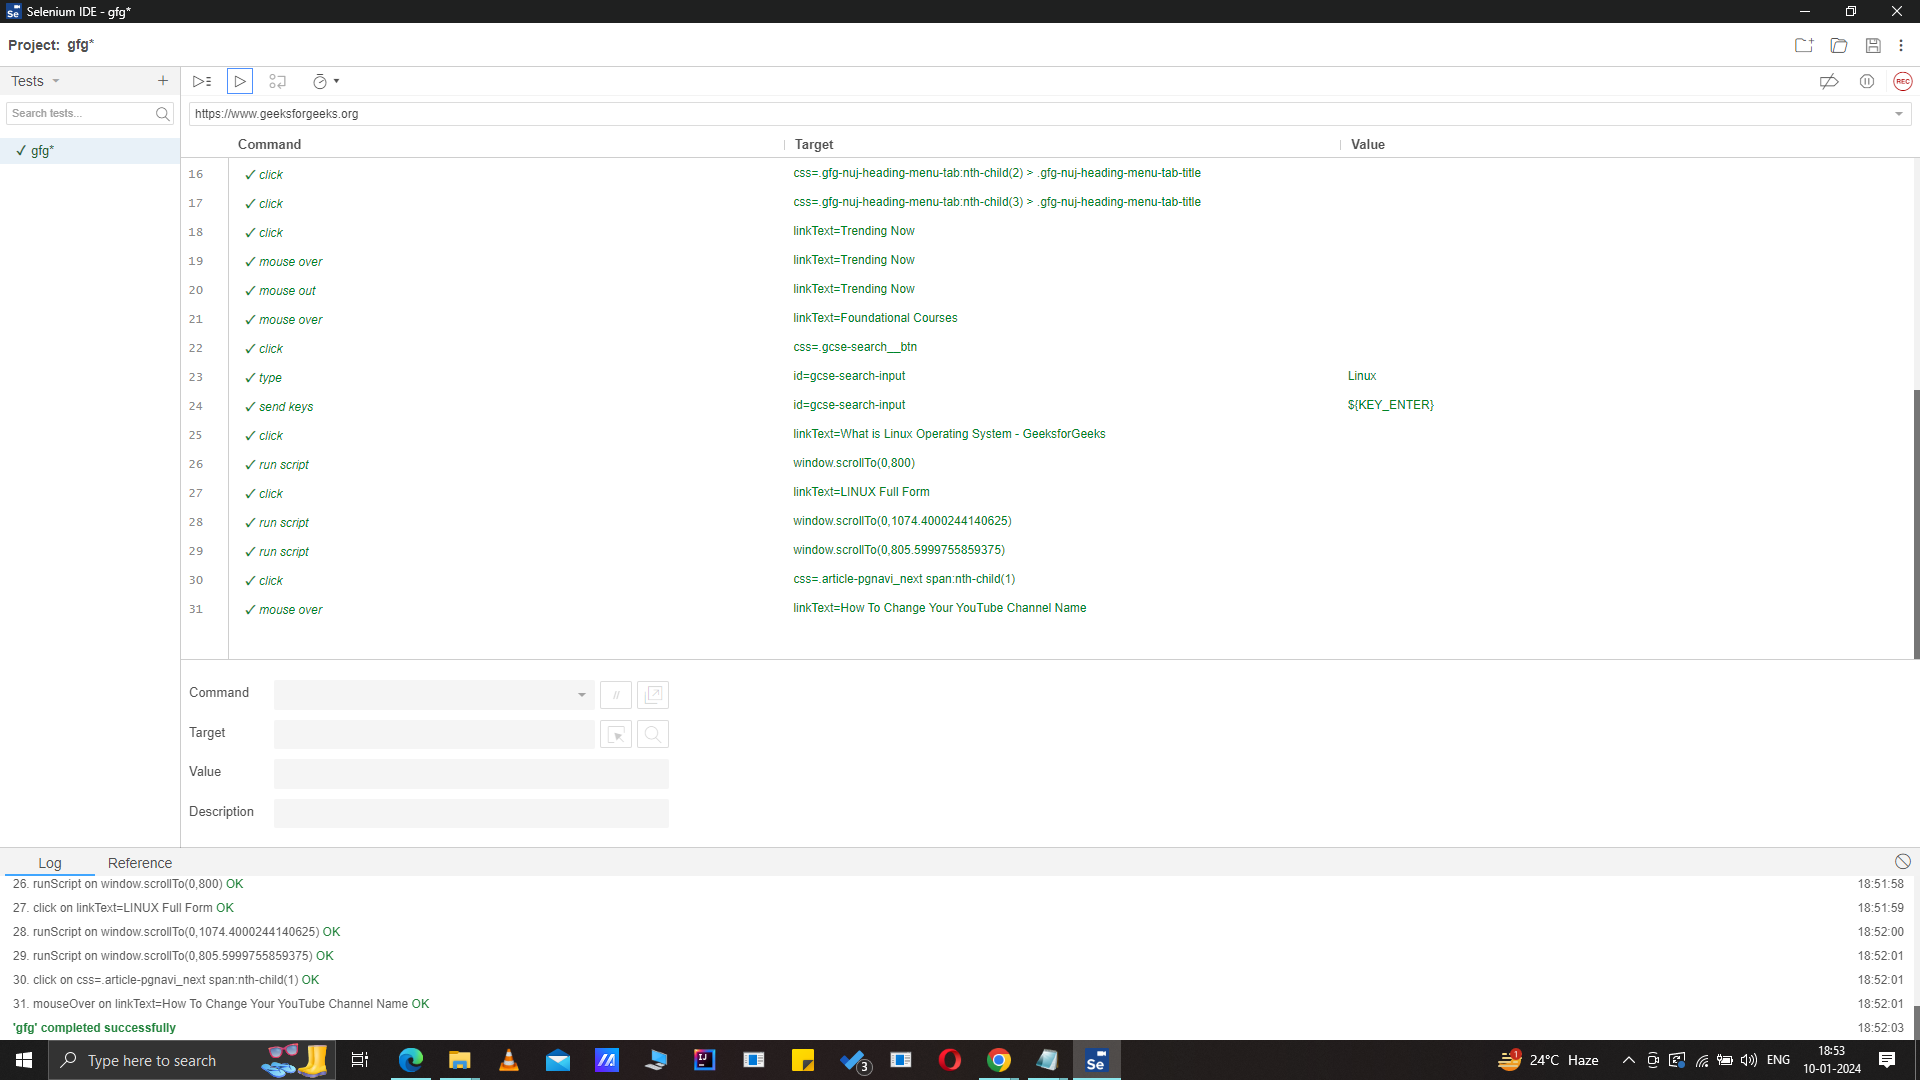 Selenium IDE - gfg*
Project: gfg*
Tests
REC
Search tests...
https://www.geeksforgeeks.org
gfg*
Command Target Value
16 click css=.gfg-nuj-heading-menu-tab:nth-child(2) > .gfg-nuj-heading-menu-tab-title
17 click css=.gfg-nuj-heading-menu-tab:nth-child(3) > .gfg-nuj-heading-menu-tab-title
18 click linkText=Trending Now
19 mouse over linkText=Trending Now
20 mouse out linkText=Trending Now
21 mouse over linkText=Foundational Courses
22 click css=.gcse-search__btn
23 type id=gcse-search-input Linux
24 send keys id=gcse-search-input ${KEY_ENTER}
25 click linkText=What is Linux Operating System - GeeksforGeeks
26 run script window.scrollTo(0,800)
27 click linkText=LINUX Full Form
28 run script window.scrollTo(0,1074.4000244140625)
29 run script window.scrollTo(0,805.5999755859375)
30 click css=.article-pgnavi_next span:nth-child(1)
31 mouse over linkText=How To Change Your YouTube Channel Name
Command //
Target
Value
Description
Log Reference
26. runScript on window.scrollTo(0,800) OK 18:51:58
27. click on linkText=LINUX Full Form OK 18:51:59
28. runScript on window.scrollTo(0,1074.4000244140625) OK 18:52:00
29. runScript on window.scrollTo(0,805.5999755859375) OK 18:52:01
30. click on css=.article-pgnavi_next span:nth-child(1) OK 18:52:01
31. mouseOver on linkText=How To Change Your YouTube Channel Name OK 18:52:01
'gfg' completed successfully 18:52:03
Type here to search
IJ
3
Se
1
24°C Haze
ENG
18:53
10-01-2024